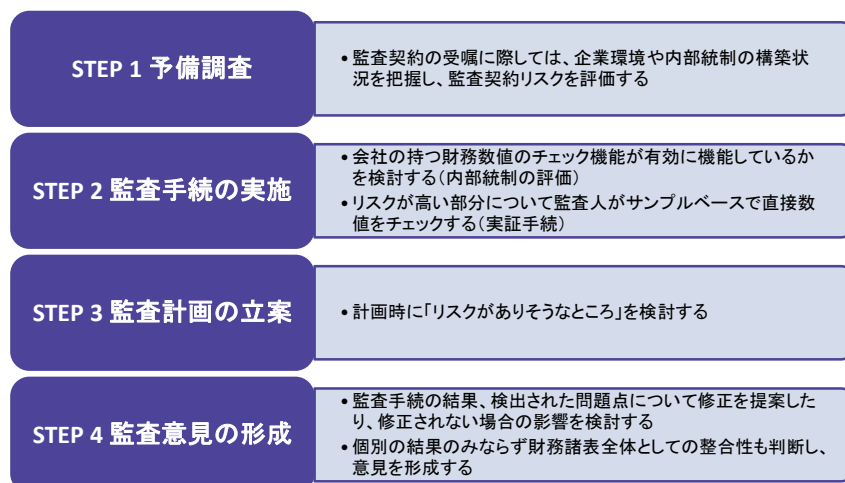 STEP 1 予備調査
• 監査契約の受嘱に際しては、企業環境や内部統制の構築状
況を把握し、監査契約リスクを評価する
STEP 2 監査手続の実施
• 会社の持つ財務数値のチェック機能が有効に機能しているか
を検討する(内部統制の評価)
• リスクが高い部分について監査人がサンプルベースで直接数
値をチェックする(実証手続)
STEP 3 監査計画の立案
• 計画時に「リスクがありそうなところ」を検討する
STEP 4 監査意見の形成
• 監査手続の結果、検出された問題点について修正を提案した
り、修正されない場合の影響を検討する
• 個別の結果のみならず財務諸表全体としての整合性も判断し、
意見を形成する